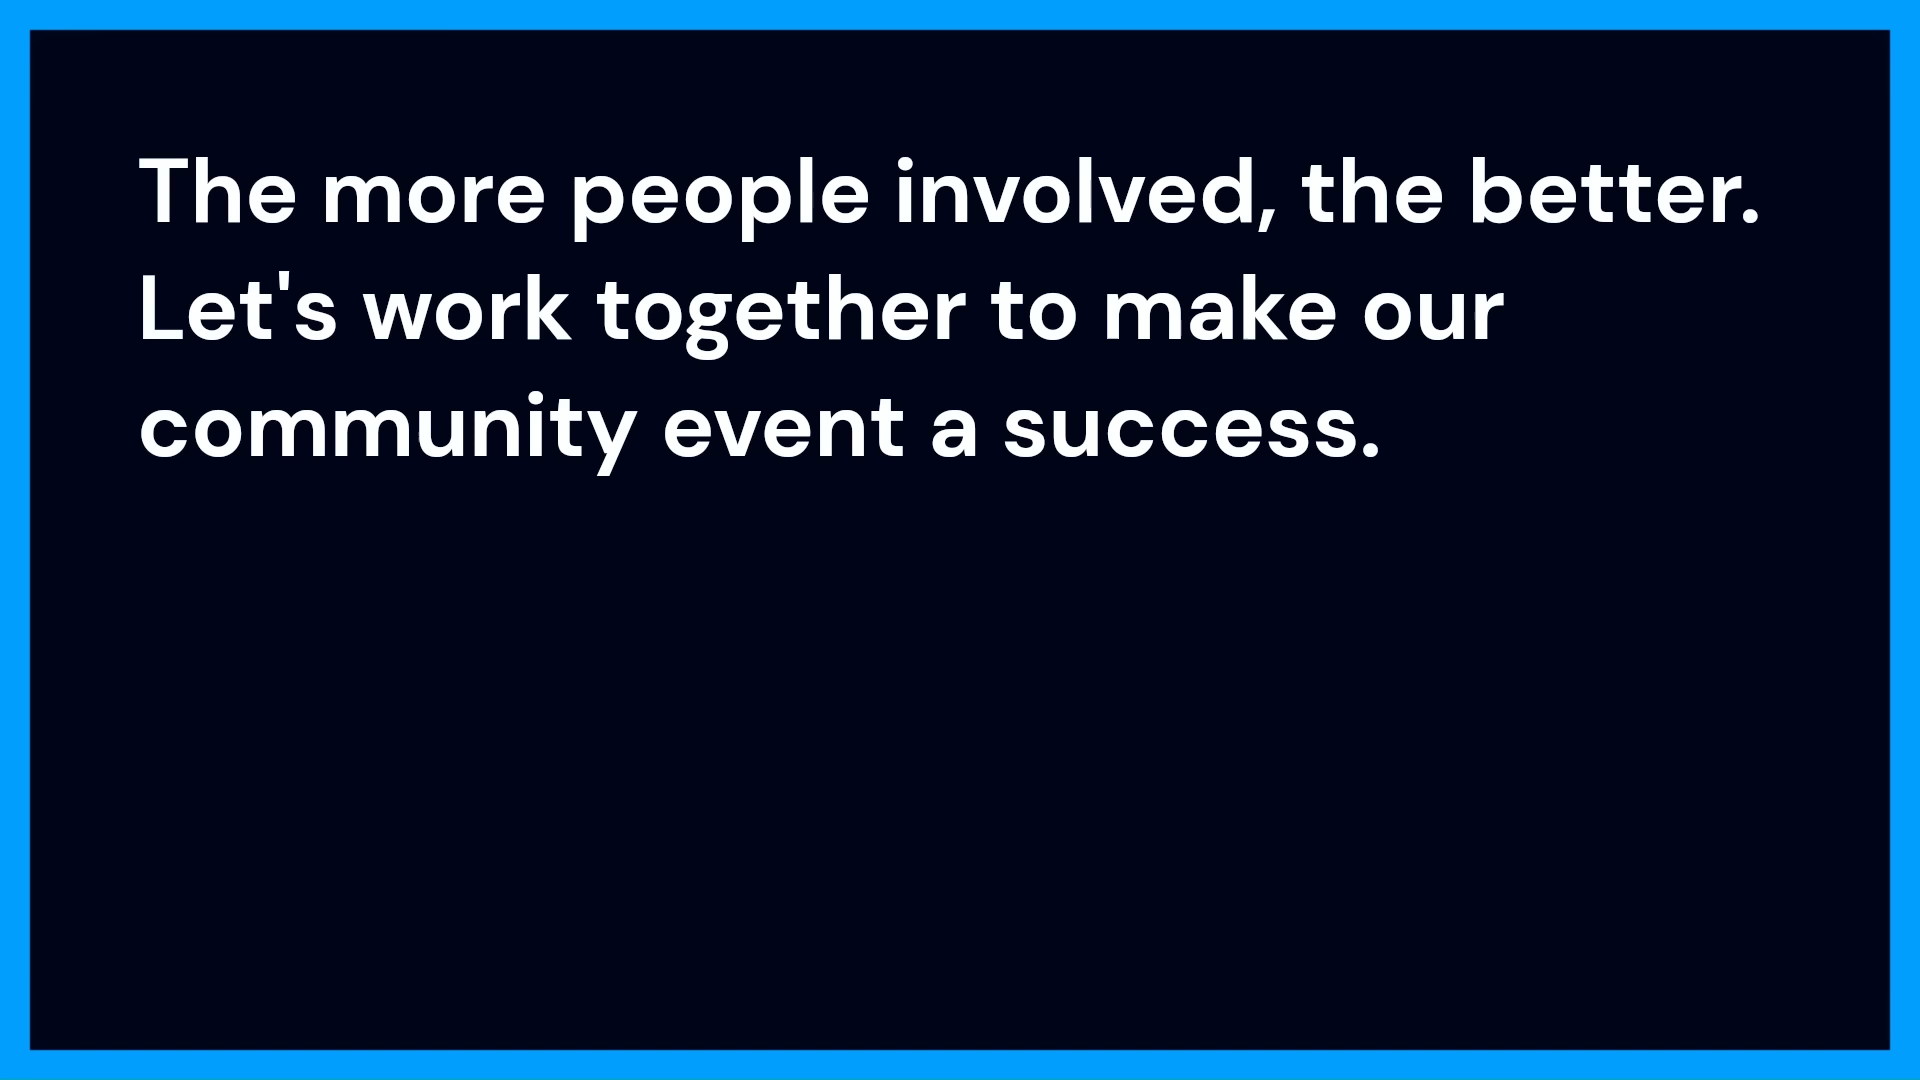 The more people involved, the better.
Let's work together to make our
community event a success.